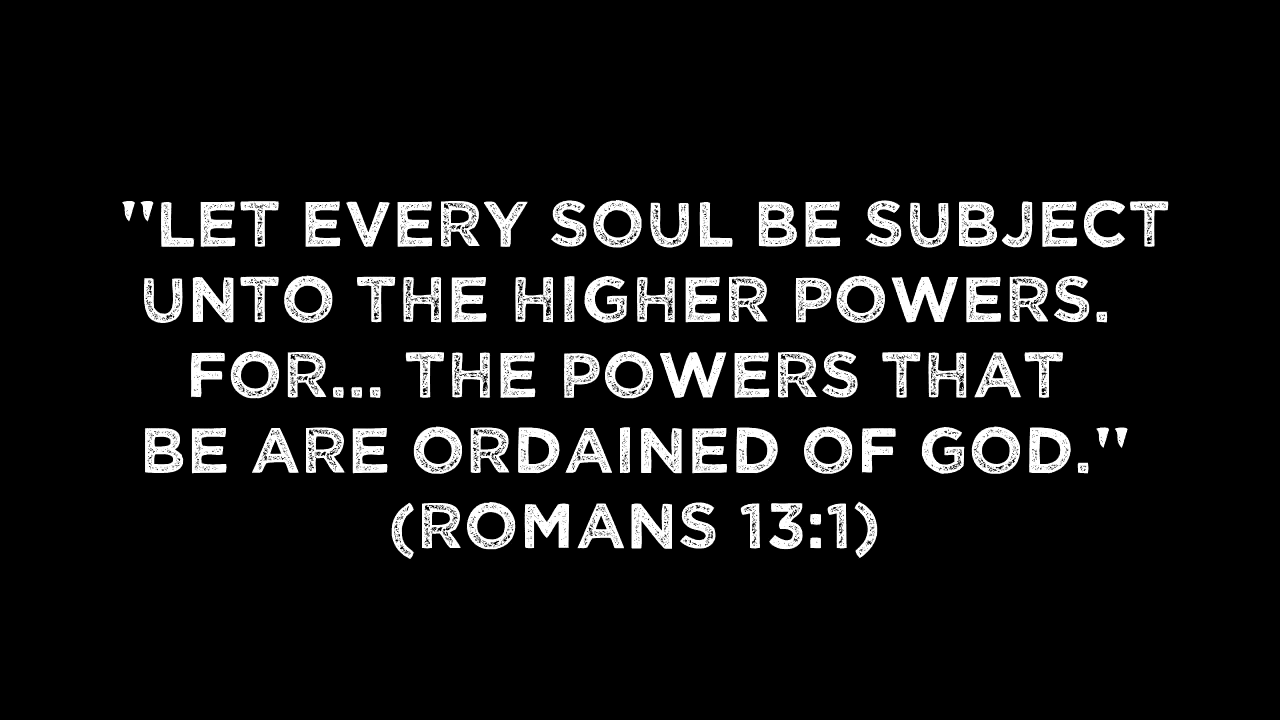 "LET EVERY SOUL BE SUBJECT
UNTO THE HIGHER POWERS.
FOR... THE POWERS THAT
BE ARE ORDAINED OF GOD."
(ROMANS 13:1)